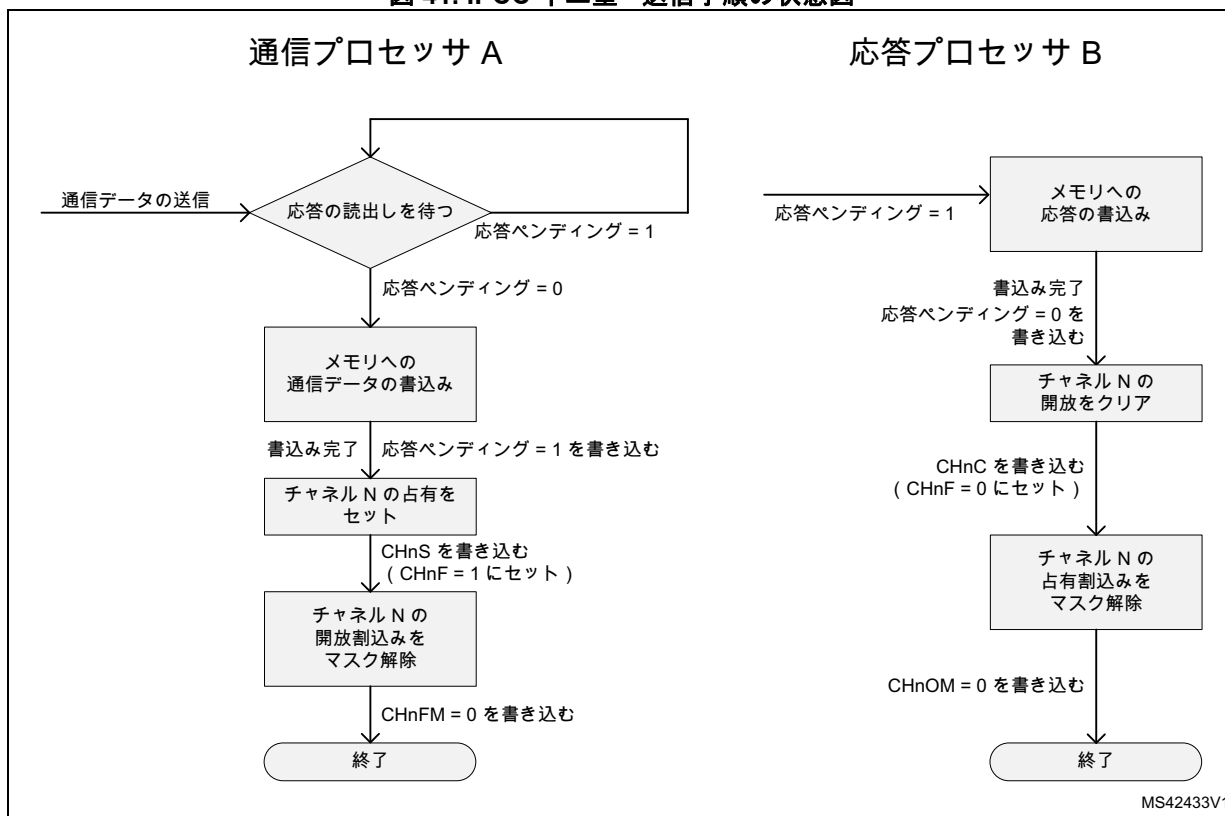 通信プロセッサ A
応答プロセッサ B
通信データの送信
応答の読出しを待つ
応答ペンディング = 1
応答ペンディング = 0
メモリへの
通信データの書込み
書込み完了
応答ペンディング = 1 を書き込む
チャネル N の占有を
セット
CHnS を書き込む
( CHnF = 1 にセット )
チャネル N の
開放割込みを
マスク解除
CHnFM = 0 を書き込む
終了
応答ペンディング = 1
メモリへの
応答の書込み
書込み完了
応答ペンディング = 0 を
書き込む
チャネル N の
開放をクリア
CHnC を書き込む
( CHnF = 0 にセット )
チャネル N の
占有割込みを
マスク解除
CHnOM = 0 を書き込む
終了
MS42433V1